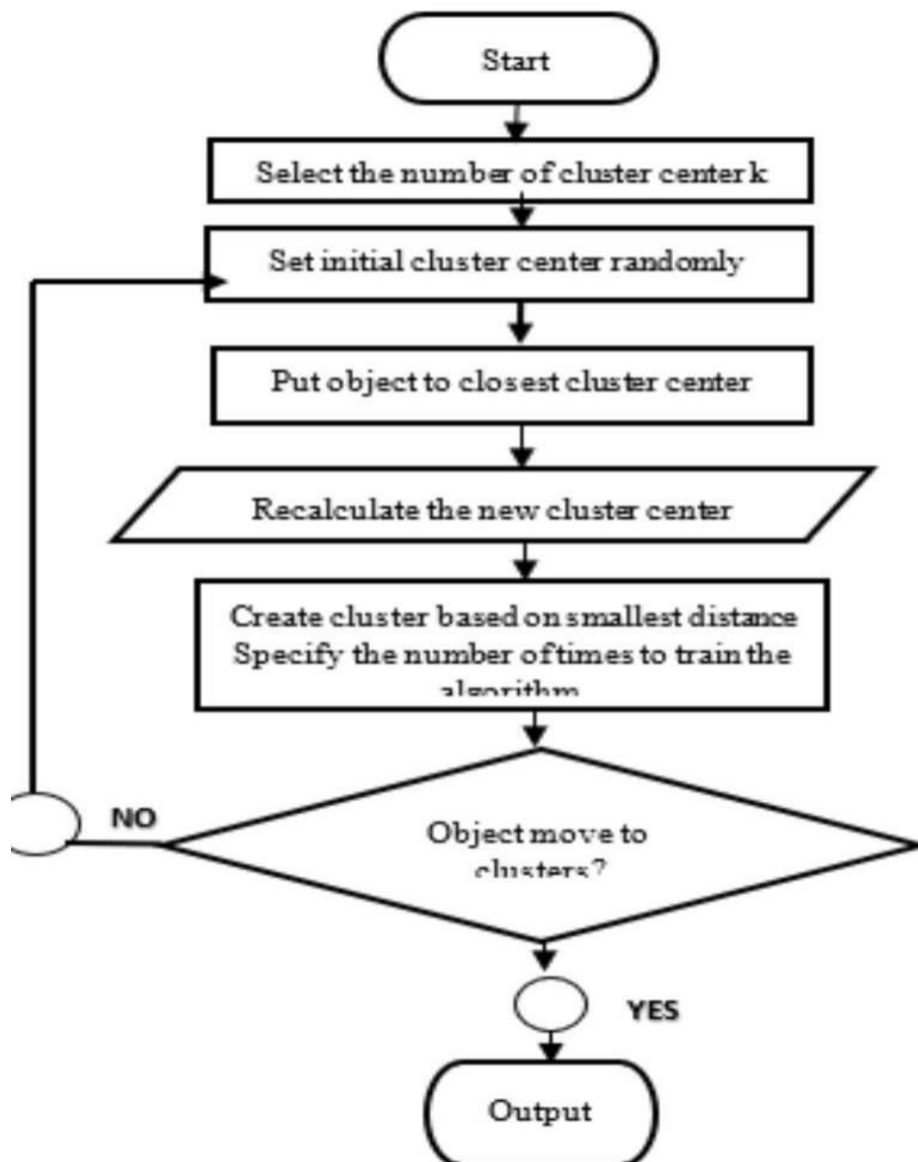 Start
Select the number of cluster center k
Set initial cluster center randomly
Put object to closest cluster center
Recalculate the new cluster center
Create cluster based on smallest distance
Specify the number of times to train the
algorithm
NO
Object move to
clusters?
YES
Output